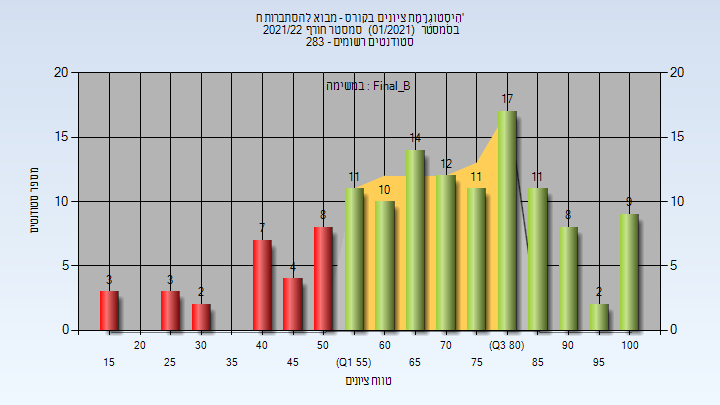 'הִיסְטוֹגְרָמַת ציונים בקורס - מבוא להסתברות ח
בסמסטר (01/2021) סמסטר חורף 2021/22
סטודנטים רשומים - 283
במשימה : Final_B
20 20
17
15 15
14
12
11 11 11
10 10 10
9
8 8
7
5 5
4
3 3
2 2
0 0
20 30 40 50 60 70 (Q3 80) 90 100
15 25 35 45 (Q1 55) 65 75 85 95
טווח ציונים
מספר סטודנטים